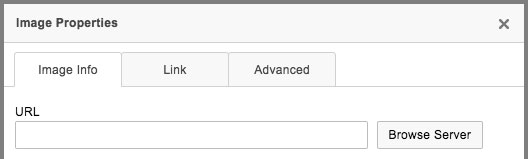 Image Properties
Image Info
Link
Advanced
URL
Browse Server